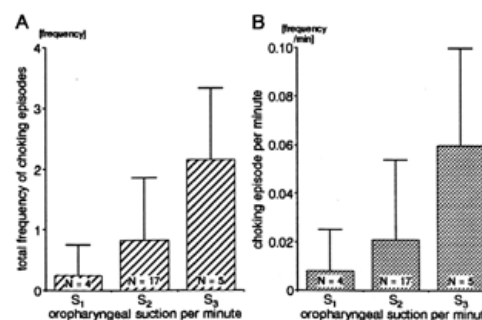 A
[frequency]
total frequency of choking episodes
4
3
2
1
0
N = 4
N = 17
N = 5
S₁
S₂
S₃
oropharyngeal suction per minute
B
[frequency
/min]
choking episode per minute
0.10
0.08
0.06
0.04
0.02
0
N = 4
N = 17
N = 5
S₁
S₂
S₃
oropharyngeal suction per minute